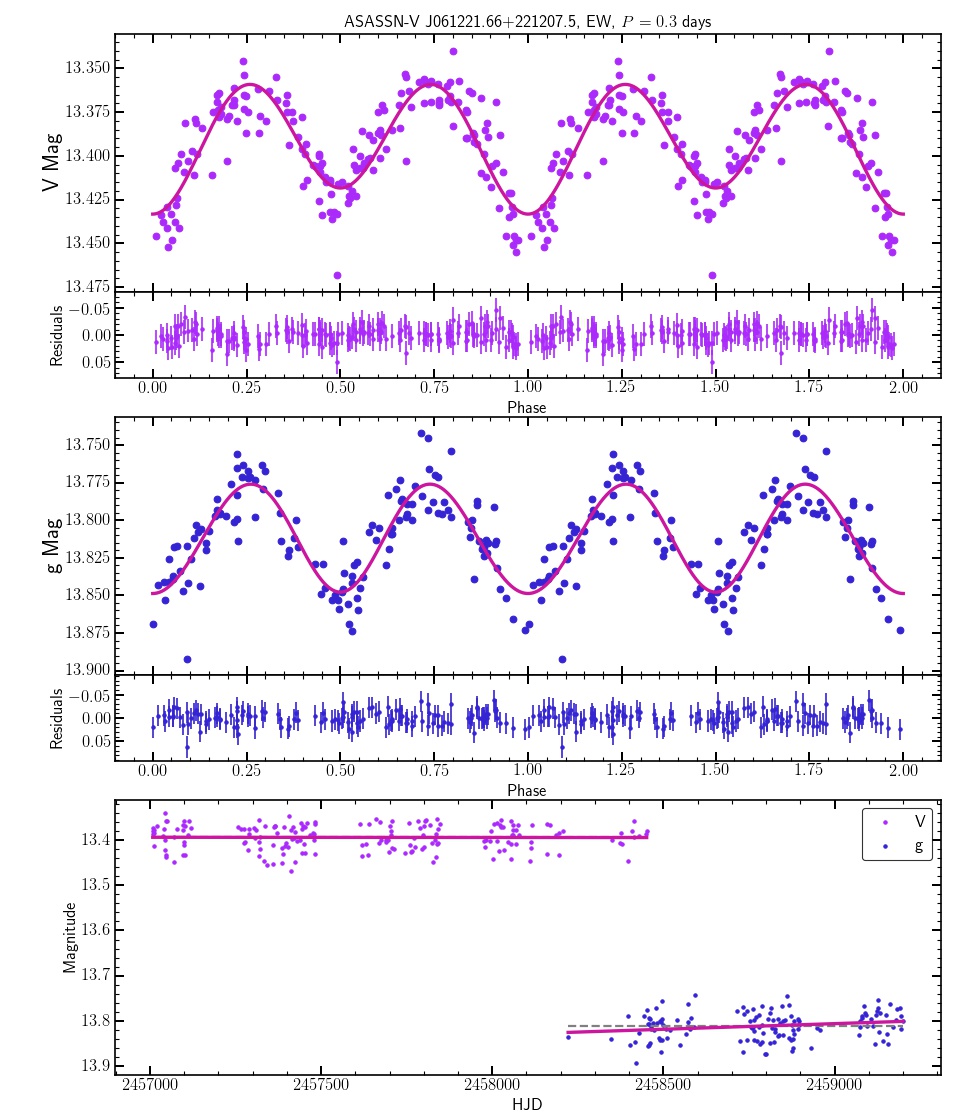 ASASSN-V J061221.66+221207.5, EW, P = 0.3 days
V Mag
13.350
13.375
13.400
13.425
13.450
13.475
Residuals
−0.05
0.00
0.05
0.00 0.25 0.50 0.75 1.00 1.25 1.50 1.75 2.00
Phase
g Mag
13.750
13.775
13.800
13.825
13.850
13.875
13.900
Residuals
−0.05
0.00
0.05
0.00 0.25 0.50 0.75 1.00 1.25 1.50 1.75 2.00
Phase
Magnitude
13.4
13.5
13.6
13.7
13.8
13.9
V
g
2457000 2457500 2458000 2458500 2459000
HJD